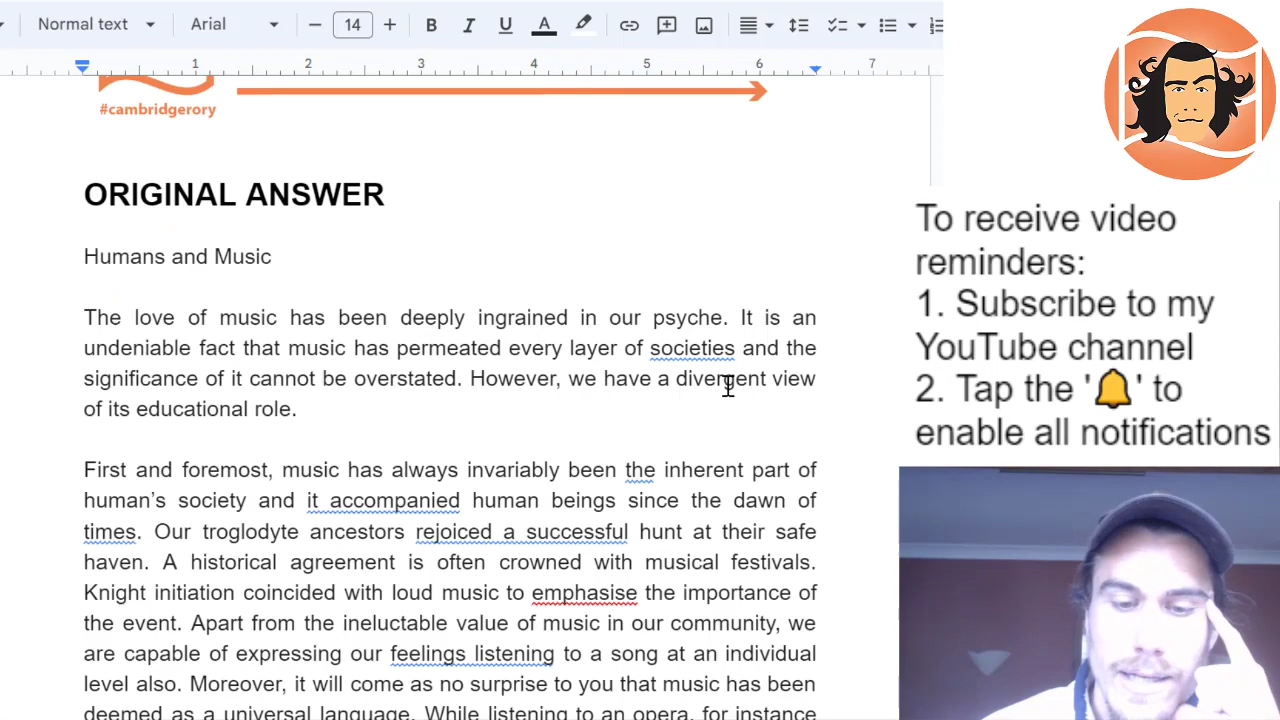 Normal text
Arial
14
B I U A
1 2 3 4 5 6 7
#cambridgerory
ORIGINAL ANSWER
Humans and Music
The love of music has been deeply ingrained in our psyche. It is an
undeniable fact that music has permeated every layer of societies and the
significance of it cannot be overstated. However, we have a divergent view
of its educational role.
First and foremost, music has always invariably been the inherent part of
human's society and it accompanied human beings since the dawn of
times. Our troglodyte ancestors rejoiced a successful hunt at their safe
haven. A historical agreement is often crowned with musical festivals.
Knight initiation coincided with loud music to emphasise the importance of
the event. Apart from the ineluctable value of music in our community, we
are capable of expressing our feelings listening to a song at an individual
level also. Moreover, it will come as no surprise to you that music has been
deemed as a universal language. While listening to an opera, for instance
To receive video
reminders:
1. Subscribe to my
YouTube channel
2. Tap the '🔔' to
enable all notifications